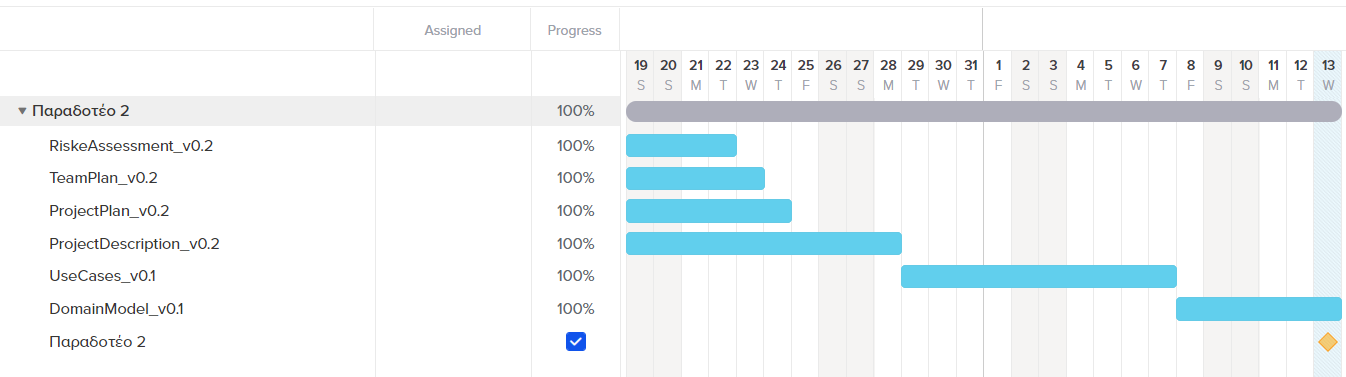 Assigned Progress
19 20 21 22 23 24 25 26 27 28 29 30 31 1 2 3 4 5 6 7 8 9 10 11 12 13
S S M T W T F S S M T W T F S S M T W T F S S M T W
Παραδοτέο 2 100%
RiskeAssessment_v0.2 100%
TeamPlan_v0.2 100%
ProjectPlan_v0.2 100%
ProjectDescription_v0.2 100%
UseCases_v0.1 100%
DomainModel_v0.1 100%
Παραδοτέο 2